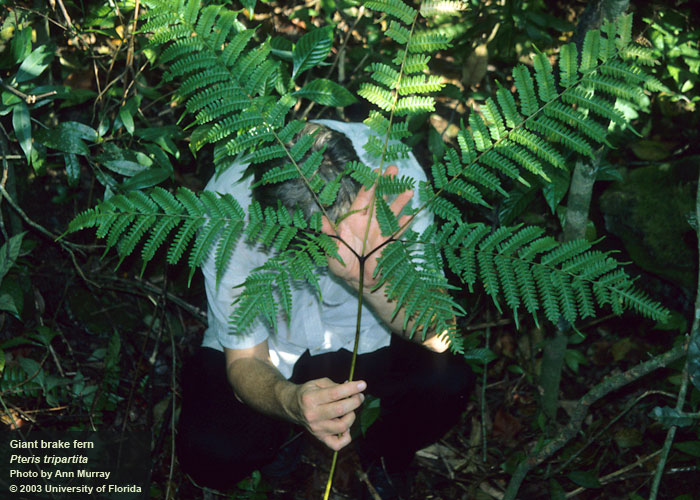 Giant brake fern
Pteris tripartita
Photo by Ann Murray
© 2003 University of Florida